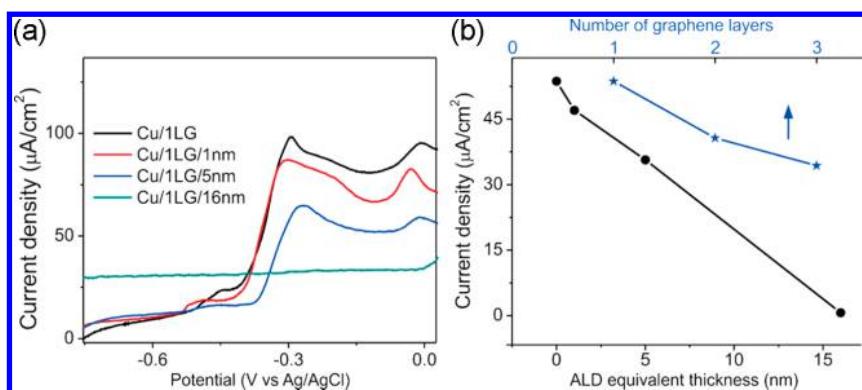 (a)
Current density (μA/cm²)
100
50
0
Cu/1LG
Cu/1LG/1nm
Cu/1LG/5nm
Cu/1LG/16nm
-0.6
-0.3
0.0
Potential (V vs Ag/AgCl)
(b)
Number of graphene layers
0
1
2
3
Current density (μA/cm²)
45
30
15
0
0
5
10
15
ALD equivalent thickness (nm)